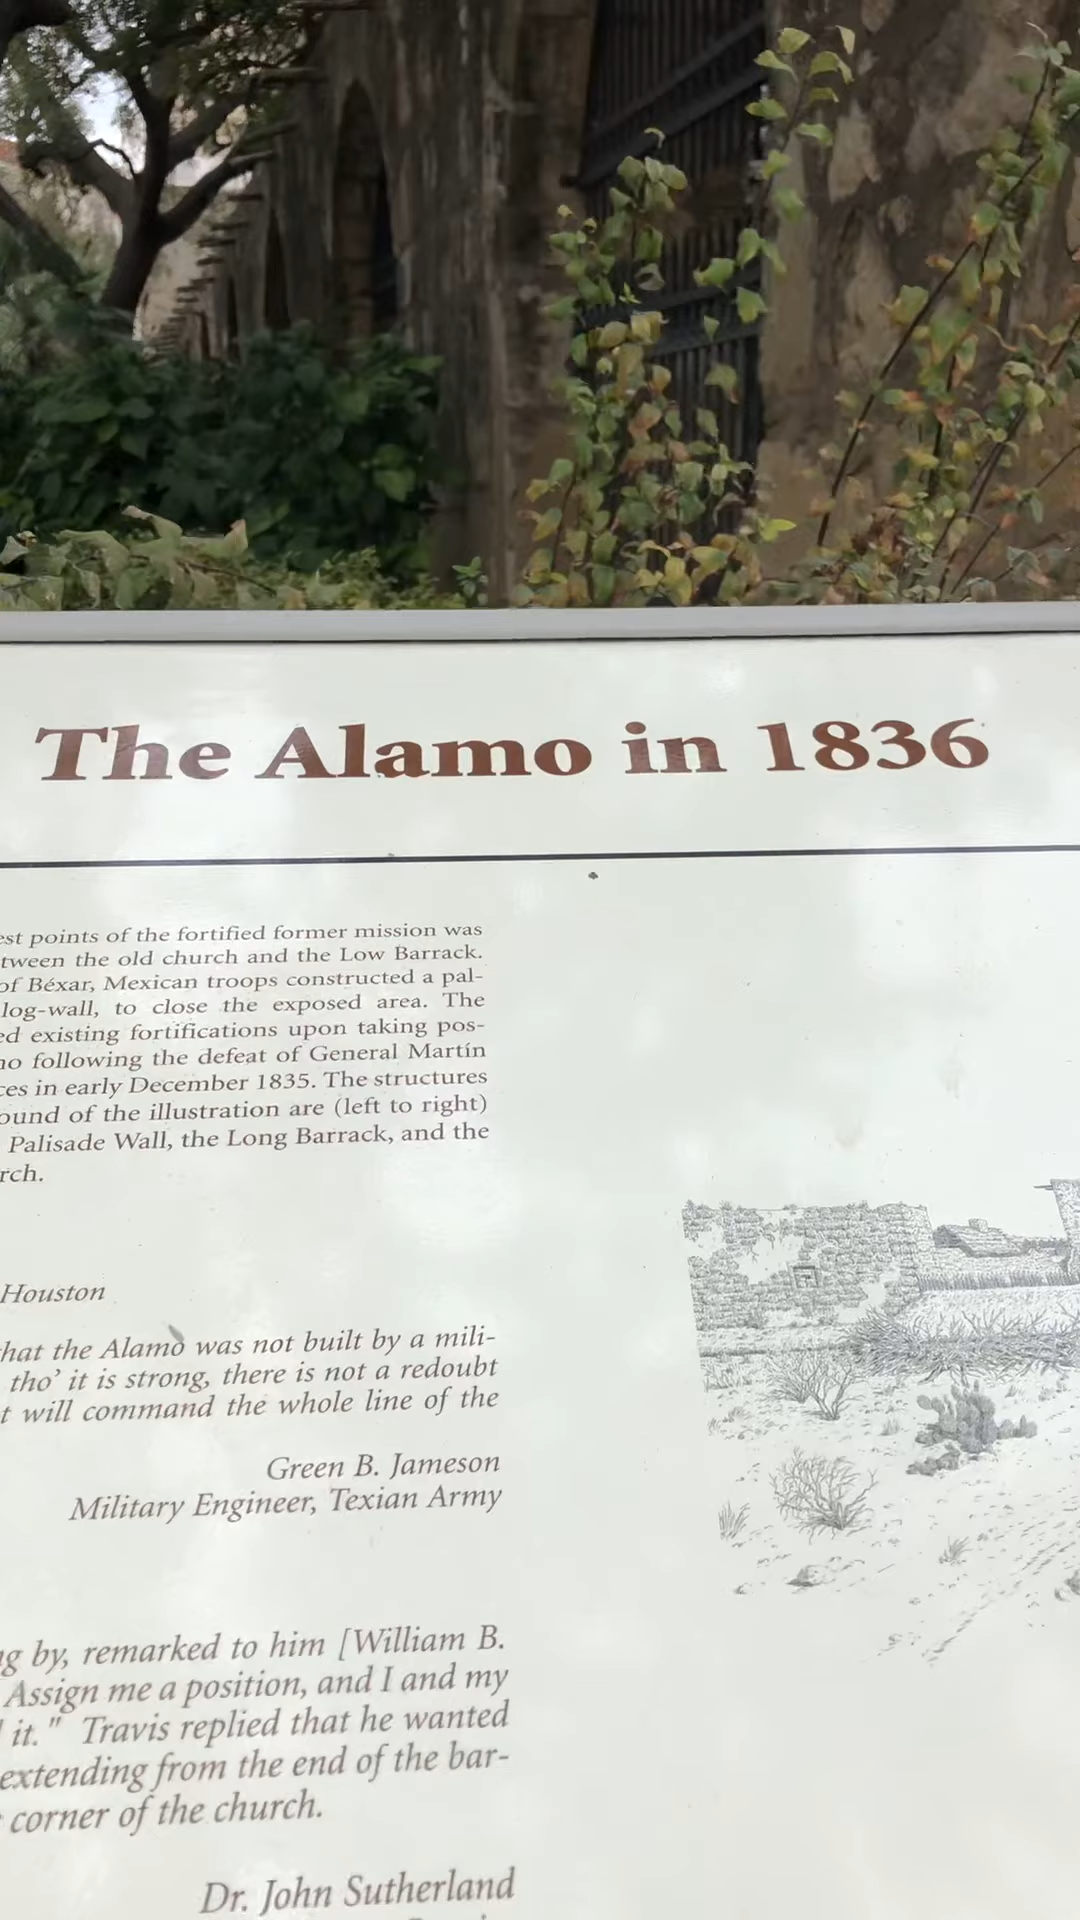 The Alamo in 1836
est points of the fortified former mission was
tween the old church and the Low Barrack.
of Béxar, Mexican troops constructed a pal-
log-wall, to close the exposed area. The
ed existing fortifications upon taking pos-
no following the defeat of General Martín
ces in early December 1835. The structures
ound of the illustration are (left to right)
Palisade Wall, the Long Barrack, and the
rch.
Houston
that the Alamo was not built by a mili-
tho' it is strong, there is not a redoubt
t will command the whole line of the
Green B. Jameson
Military Engineer, Texian Army
g by, remarked to him [William B.
Assign me a position, and I and my
it." Travis replied that he wanted
extending from the end of the bar-
corner of the church.
Dr. John Sutherland